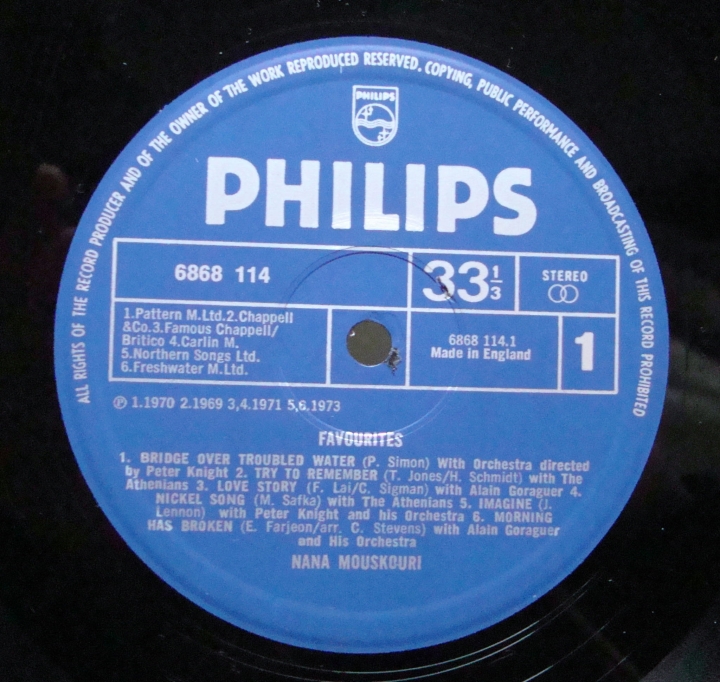 ALL RIGHTS OF THE RECORD PRODUCER AND OF THE OWNER OF THE WORK REPRODUCED RESERVED. COPYING, PUBLIC PERFORMANCE AND BROADCASTING OF THIS RECORD PROHIBITED
PHILIPS
PHILIPS
6868 114
33 1/3
STEREO
1.Pattern M.Ltd.2.Chappell
&Co.3.Famous Chappell/
Britico 4.Carlin M.
5.Northern Songs Ltd.
6.Freshwater M.Ltd.
6868 114.1
Made in England
1
℗ 1.1970 2.1969 3,4.1971 5,6.1973
FAVOURITES
1. BRIDGE OVER TROUBLED WATER (P. Simon) With Orchestra directed
by Peter Knight 2. TRY TO REMEMBER (T. Jones/H. Schmidt) with The
Athenians 3. LOVE STORY (F. Lai/C. Sigman) with Alain Goraguer 4.
NICKEL SONG (M. Safka) with The Athenians 5. IMAGINE (J.
Lennon) with Peter Knight and his Orchestra 6. MORNING
HAS BROKEN (E. Farjeon/arr. C. Stevens) with Alain Goraguer
and His Orchestra
NANA MOUSKOURI